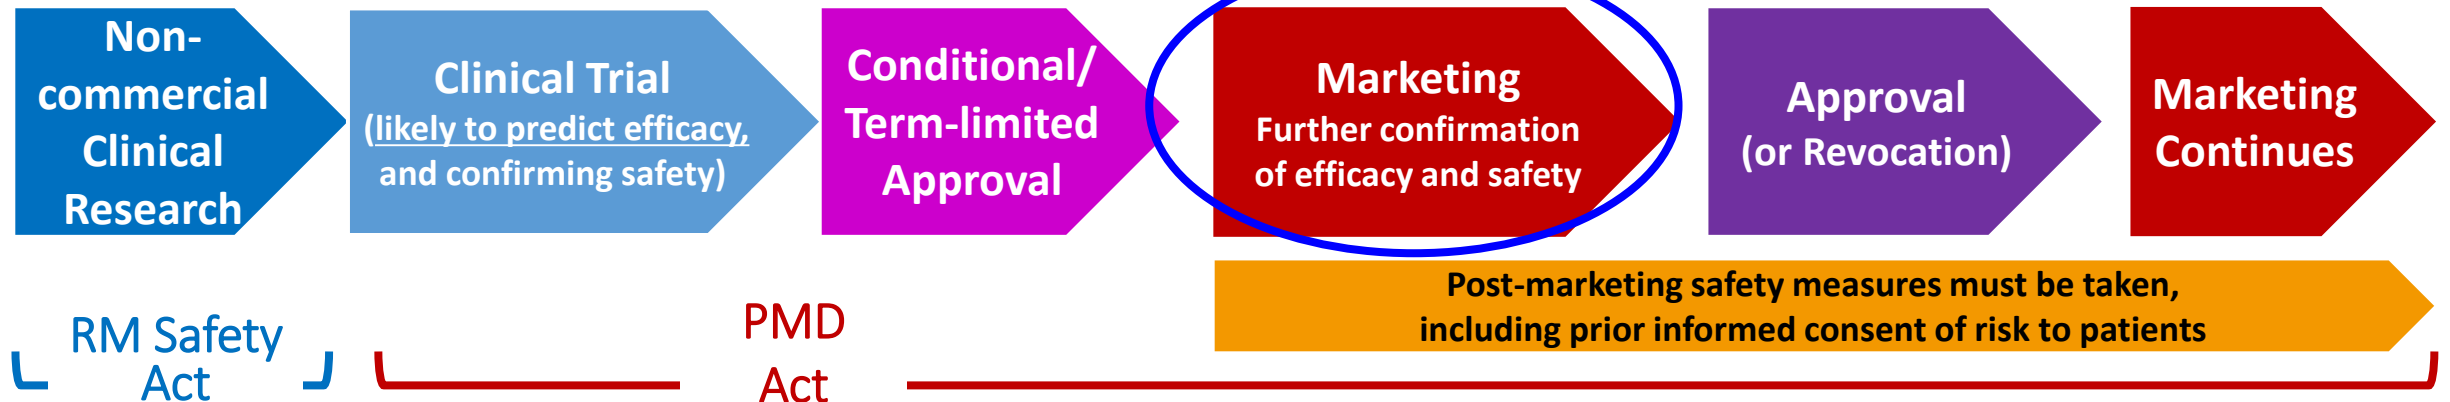 Non-
commercial
Clinical
Research
Clinical Trial
(likely to predict efficacy,
and confirming safety)
Conditional/
Term-limited
Approval
Marketing
Further confirmation
of efficacy and safety
Approval
(or Revocation)
Marketing
Continues
Post-marketing safety measures must be taken,
including prior informed consent of risk to patients
RM Safety
Act
PMD
Act